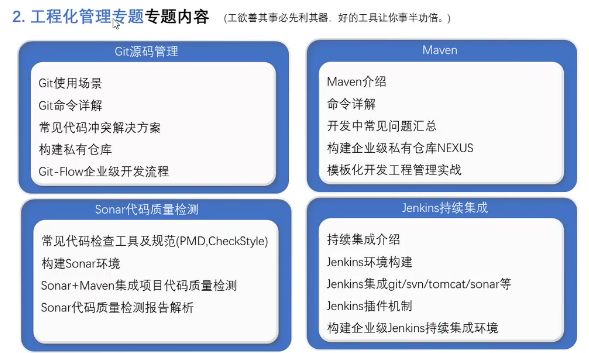 2. 工程化管理专题专题内容 (工欲善其事必先利其器，好的工具让你事半功倍。)
Git源码管理
Git使用场景
Git命令详解
常见代码冲突解决方案
构建私有仓库
Git-Flow企业级开发流程
Maven
Maven介绍
命令详解
开发中常见问题汇总
构建企业级私有仓库NEXUS
模板化开发工程管理实战
Sonar代码质量检测
常见代码检查工具及规范(PMD,CheckStyle)
构建Sonar环境
Sonar+Maven集成项目代码质量检测
Sonar代码质量检测报告解析
Jenkins持续集成
持续集成介绍
Jenkins环境构建
Jenkins集成git/svn/tomcat/sonar等
Jenkins插件机制
构建企业级Jenkins持续集成环境